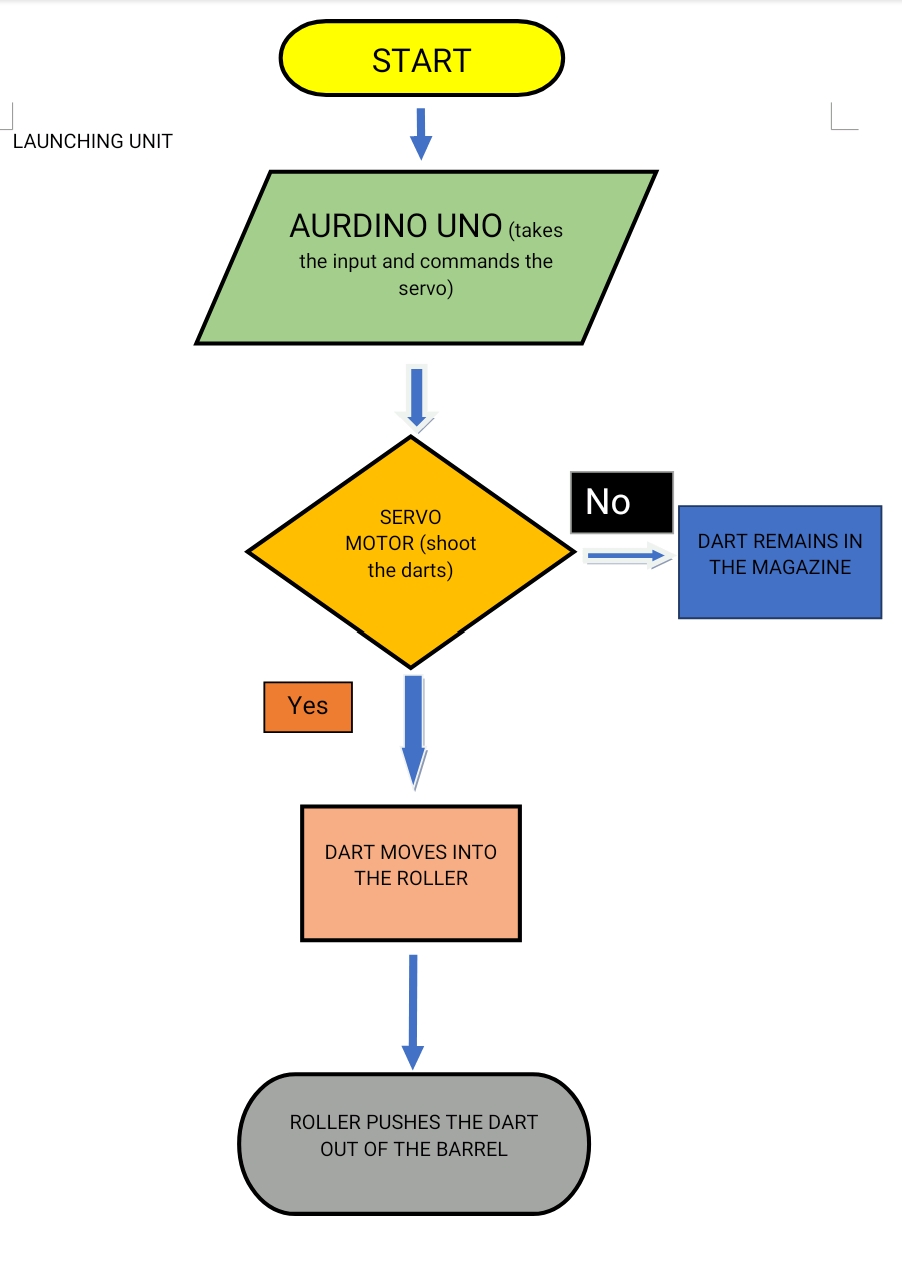 START
LAUNCHING UNIT
AURDINO UNO (takes
the input and commands the
servo)
No
SERVO
MOTOR (shoot
the darts)
DART REMAINS IN
THE MAGAZINE
Yes
DART MOVES INTO
THE ROLLER
ROLLER PUSHES THE DART
OUT OF THE BARREL